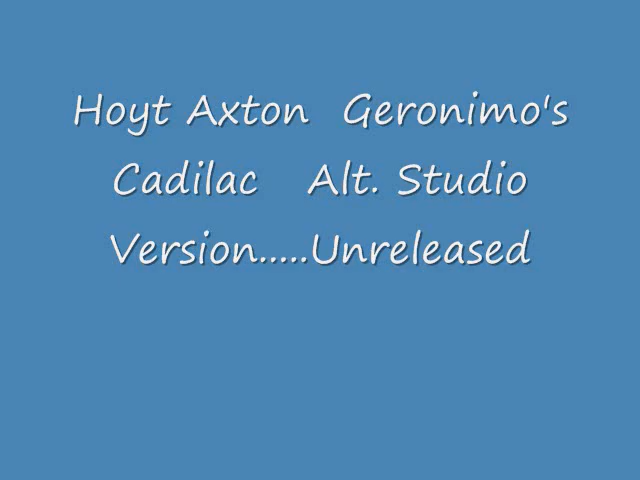 Hoyt Axton  Geronimo's
Cadilac   Alt. Studio
Version.....Unreleased